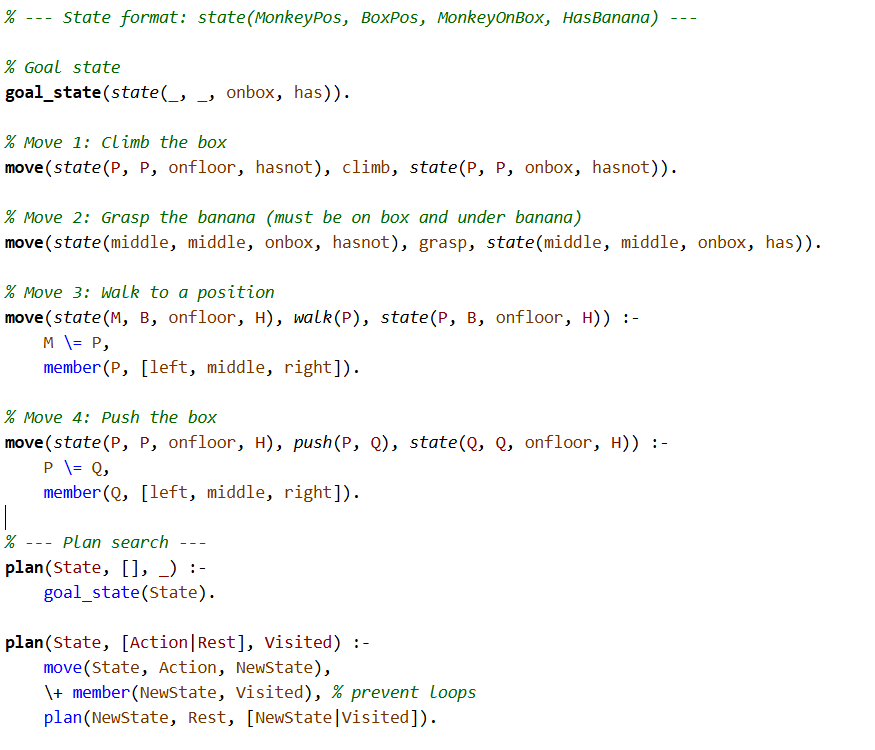 % --- State format: state(MonkeyPos, BoxPos, MonkeyOnBox, HasBanana) ---
% Goal state
goal_state(state(_, _, onbox, has)).
% Move 1: Climb the box
move(state(P, P, onfloor, hasnot), climb, state(P, P, onbox, hasnot)).
% Move 2: Grasp the banana (must be on box and under banana)
move(state(middle, middle, onbox, hasnot), grasp, state(middle, middle, onbox, has)).
% Move 3: Walk to a position
move(state(M, B, onfloor, H), walk(P), state(P, B, onfloor, H)) :-
    M \= P,
    member(P, [left, middle, right]).
% Move 4: Push the box
move(state(P, P, onfloor, H), push(P, Q), state(Q, Q, onfloor, H)) :-
    P \= Q,
    member(Q, [left, middle, right]).
% --- Plan search ---
plan(State, [], _) :-
    goal_state(State).
plan(State, [Action|Rest], Visited) :-
    move(State, Action, NewState),
    \+ member(NewState, Visited), % prevent loops
    plan(NewState, Rest, [NewState|Visited]).